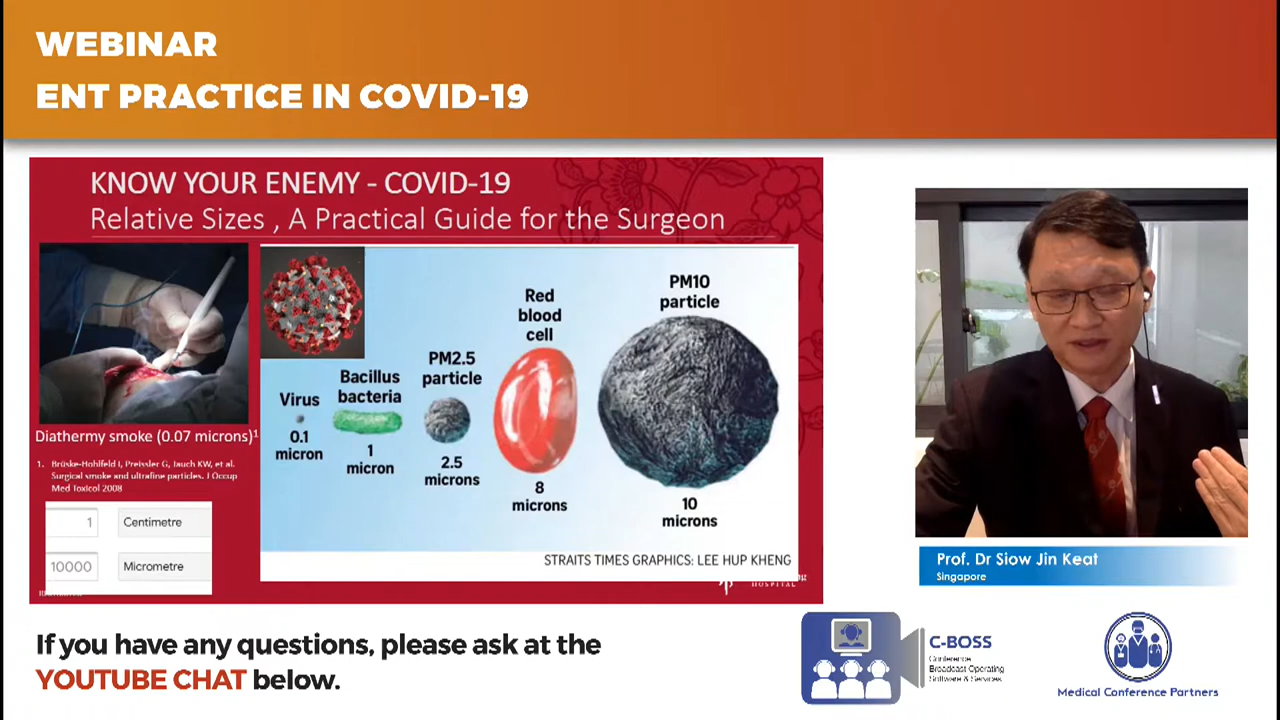 WEBINAR
ENT PRACTICE IN COVID-19
KNOW YOUR ENEMY - COVID-19
Relative Sizes , A Practical Guide for the Surgeon
Diathermy smoke (0.07 microns)¹
1. Brüske-Hohlfeld I, Preissler G, Jauch KW, et al.
Surgical smoke and ultrafine particles. J Occup
Med Toxicol 2008
1 Centimetre
10000 Micrometre
Virus
0.1
micron
Bacillus
bacteria
1
micron
PM2.5
particle
2.5
microns
Red
blood
cell
8
microns
PM10
particle
10
microns
STRAITS TIMES GRAPHICS: LEE HUP KHENG
HOSPITAL
Prof. Dr Siow Jin Keat
Singapore
If you have any questions, please ask at the
YOUTUBE CHAT below.
C-BOSS
Conference
Broadcast Operating
Software & Services
Medical Conference Partners